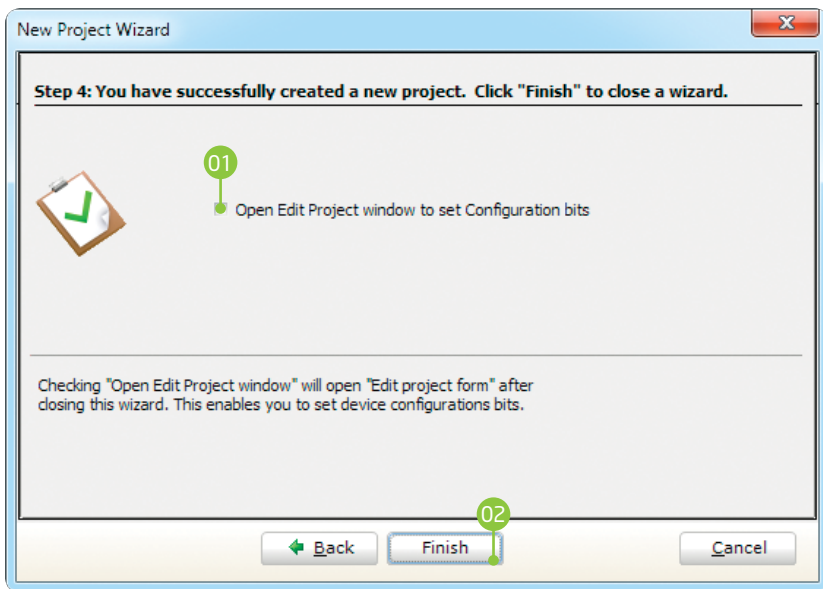 New Project Wizard
X
Step 4: You have successfully created a new project. Click "Finish" to close a wizard.
01
Open Edit Project window to set Configuration bits
Checking "Open Edit Project window" will open "Edit project form" after
closing this wizard. This enables you to set device configurations bits.
02
Back Finish Cancel